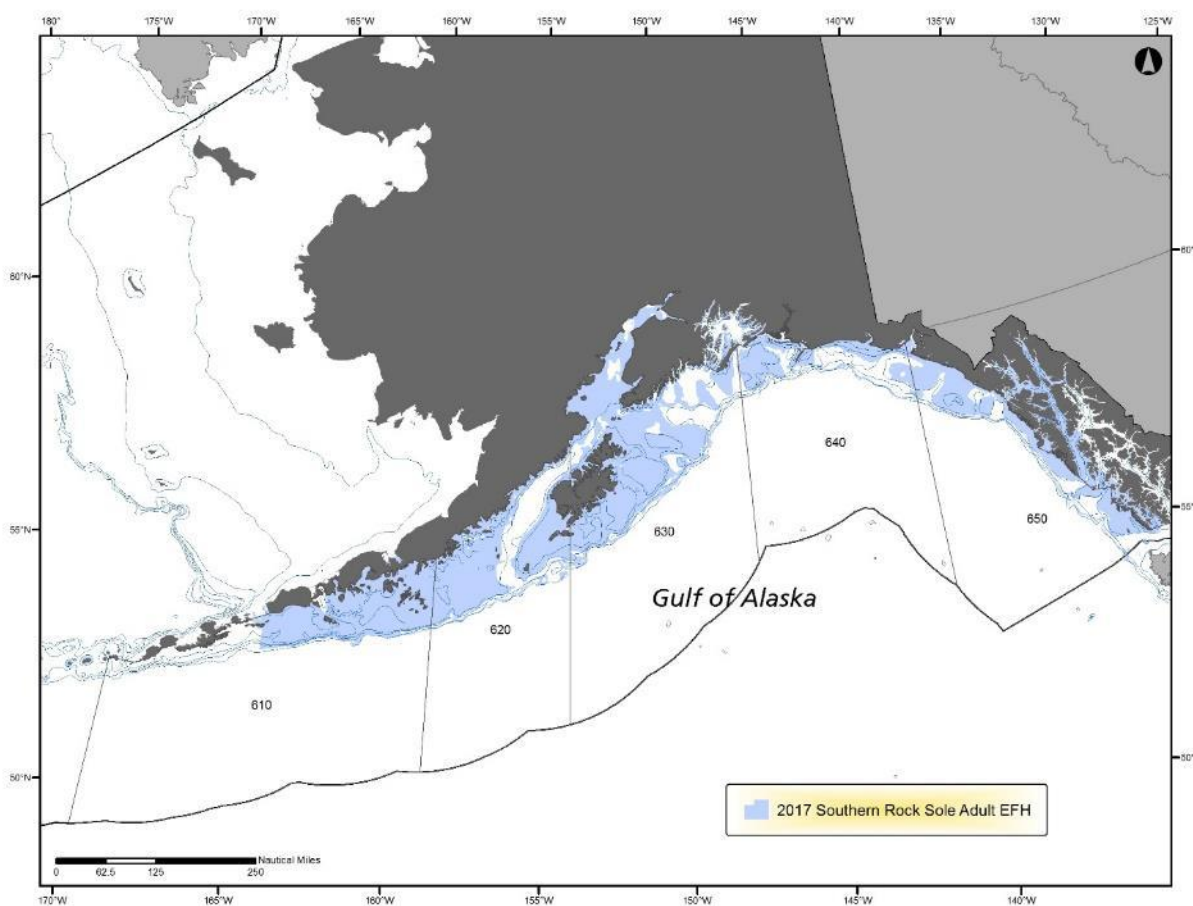 180° 175°W 170°W 165°W 160°W 155°W 150°W 145°W 140°W 135°W 130°W 125°W
60°N 60°N
640
55°N 650 55°N
630
Gulf of Alaska
620
610
50°N 50°N
2017 Southern Rock Sole Adult EFH
Nautical Miles
0 62.5 125 250
170°W 165°W 160°W 155°W 150°W 145°W 140°W